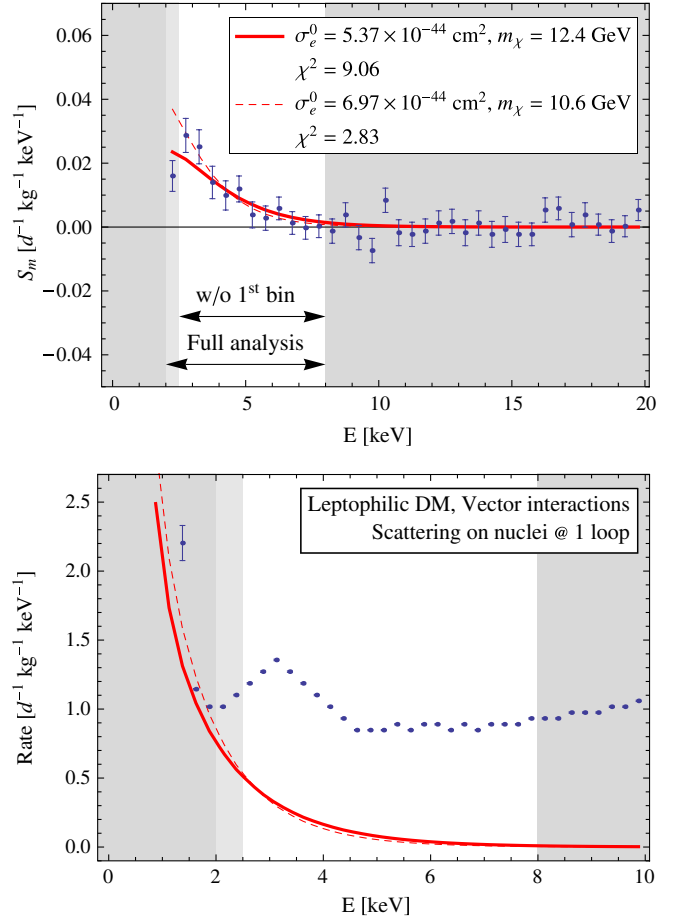 σ_e^0 = 5.37 × 10^−44 cm^2, m_χ = 12.4 GeV
χ^2 = 9.06
σ_e^0 = 6.97 × 10^−44 cm^2, m_χ = 10.6 GeV
χ^2 = 2.83
0.06
0.04
0.02
0.00
−0.02
−0.04
S_m [d^−1 kg^−1 keV^−1]
w/o 1^st bin
Full analysis
0 5 10 15 20
E [keV]
Leptophilic DM, Vector interactions
Scattering on nuclei @ 1 loop
2.5
2.0
1.5
1.0
0.5
0.0
Rate [d^−1 kg^−1 keV^−1]
0 2 4 6 8 10
E [keV]